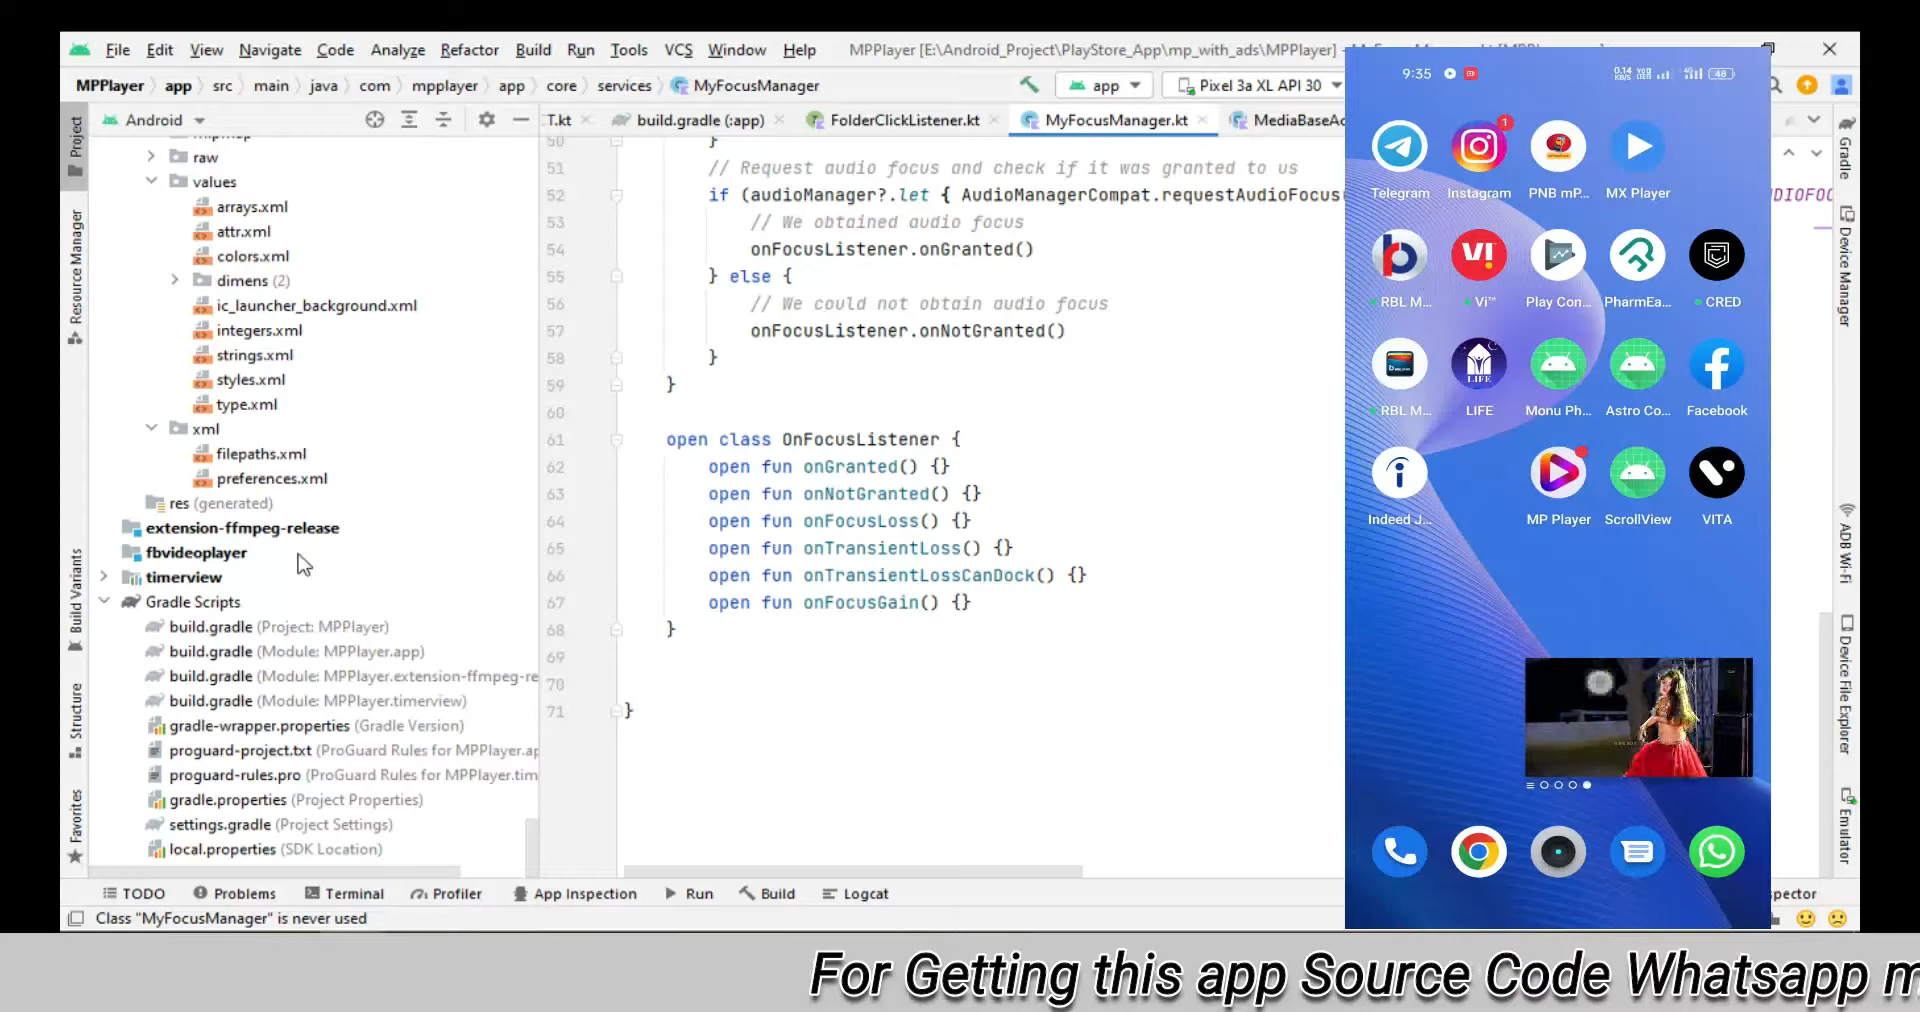 File Edit View Navigate Code Analyze Refactor Build Run Tools VCS Window Help MPPlayer [E:\Android_Project\PlayStore_App\mp_with_ads\MPPlayer]
MPPlayer app src main java com mpplayer app core services MyFocusManager app Pixel 3a XL API 30
Android T.kt build.gradle (:app) FolderClickListener.kt MyFocusManager.kt MediaBaseAc
Project
Resource Manager
Build Variants
Structure
Favorites
raw
values
arrays.xml
attr.xml
colors.xml
dimens (2)
ic_launcher_background.xml
integers.xml
strings.xml
styles.xml
type.xml
xml
filepaths.xml
preferences.xml
res (generated)
extension-ffmpeg-release
fbvideoplayer
timerview
Gradle Scripts
build.gradle (Project: MPPlayer)
build.gradle (Module: MPPlayer.app)
build.gradle (Module: MPPlayer.extension-ffmpeg-re
build.gradle (Module: MPPlayer.timerview)
gradle-wrapper.properties (Gradle Version)
proguard-project.txt (ProGuard Rules for MPPlayer.ap
proguard-rules.pro (ProGuard Rules for MPPlayer.tim
gradle.properties (Project Properties)
settings.gradle (Project Settings)
local.properties (SDK Location)
50 }
51 // Request audio focus and check if it was granted to us
52 if (audioManager?.let { AudioManagerCompat.requestAudioFocus(
53 // We obtained audio focus
54 onFocusListener.onGranted()
55 } else {
56 // We could not obtain audio focus
57 onFocusListener.onNotGranted()
58 }
59 }
60
61 open class OnFocusListener {
62 open fun onGranted() {}
63 open fun onNotGranted() {}
64 open fun onFocusLoss() {}
65 open fun onTransientLoss() {}
66 open fun onTransientLossCanDock() {}
67 open fun onFocusGain() {}
68 }
69
70
71 }
9:35 0.14 KB/S 48
Telegram Instagram PNB mP... MX Player
1
RBL M... Vi™ Play Con... PharmEa... CRED
VI!
RBL M... LIFE Monu Ph... Astro Co... Facebook
LIFE
Indeed J... MP Player ScrollView VITA
DIOFOC
Gradle
Device Manager
ADB Wi-Fi
Device File Explorer
Emulator
TODO Problems Terminal Profiler App Inspection Run Build Logcat spector
Class "MyFocusManager" is never used
For Getting this app Source Code Whatsapp m